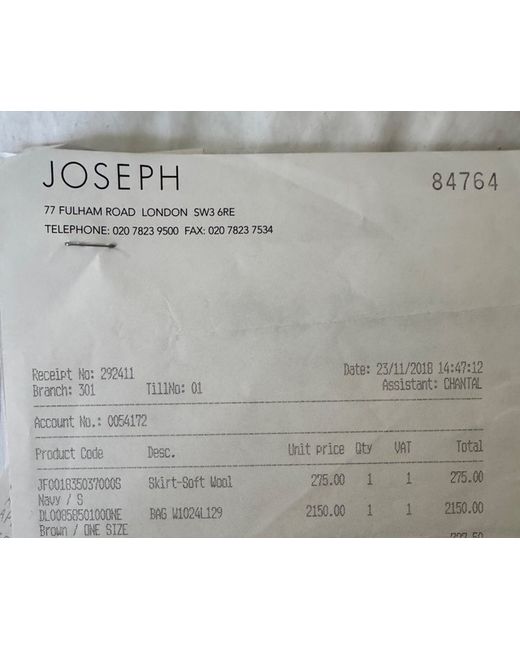 JOSEPH 84764
77 FULHAM ROAD LONDON SW3 6RE
TELEPHONE: 020 7823 9500 FAX: 020 7823 7534
Receipt No: 292411 Date: 23/11/2018 14:47:12
Branch: 301 TillNo: 01 Assistant: CHANTAL
Account No.: 0054172
Product Code Desc. Unit price Qty VAT Total
JF001835037000S Skirt-Soft Wool 275.00 1 1 275.00
Navy / S
DL0085850100ONE BAG W1024L129 2150.00 1 1 2150.00
Brown / ONE SIZE